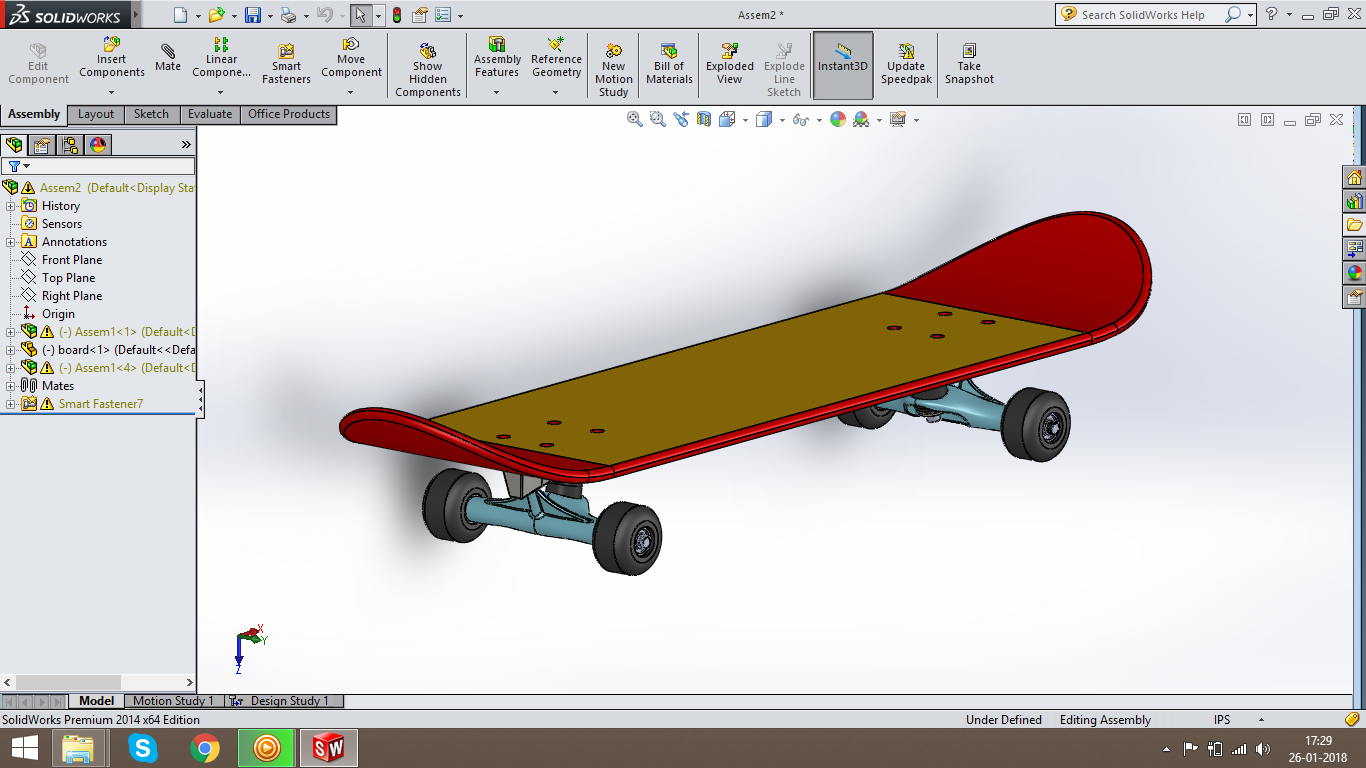 SOLIDWORKS
Assem2 *
Search SolidWorks Help
Edit Component
Insert Components
Mate
Linear Compone...
Smart Fasteners
Move Component
Show Hidden Components
Assembly Features
Reference Geometry
New Motion Study
Bill of Materials
Exploded View
Explode Line Sketch
Instant3D
Update Speedpak
Take Snapshot
Assembly
Layout
Sketch
Evaluate
Office Products
Assem2 (Default<Display Sta
History
Sensors
A Annotations
Front Plane
Top Plane
Right Plane
Origin
(-) Assem1<1> (Default<D
(-) board<1> (Default<<Defa
(-) Assem1<4> (Default<D
Mates
Smart Fastener7
X
Y
Z
Model
Motion Study 1
Design Study 1
SolidWorks Premium 2014 x64 Edition
Under Defined
Editing Assembly
IPS
S
SW
17:29
26-01-2018